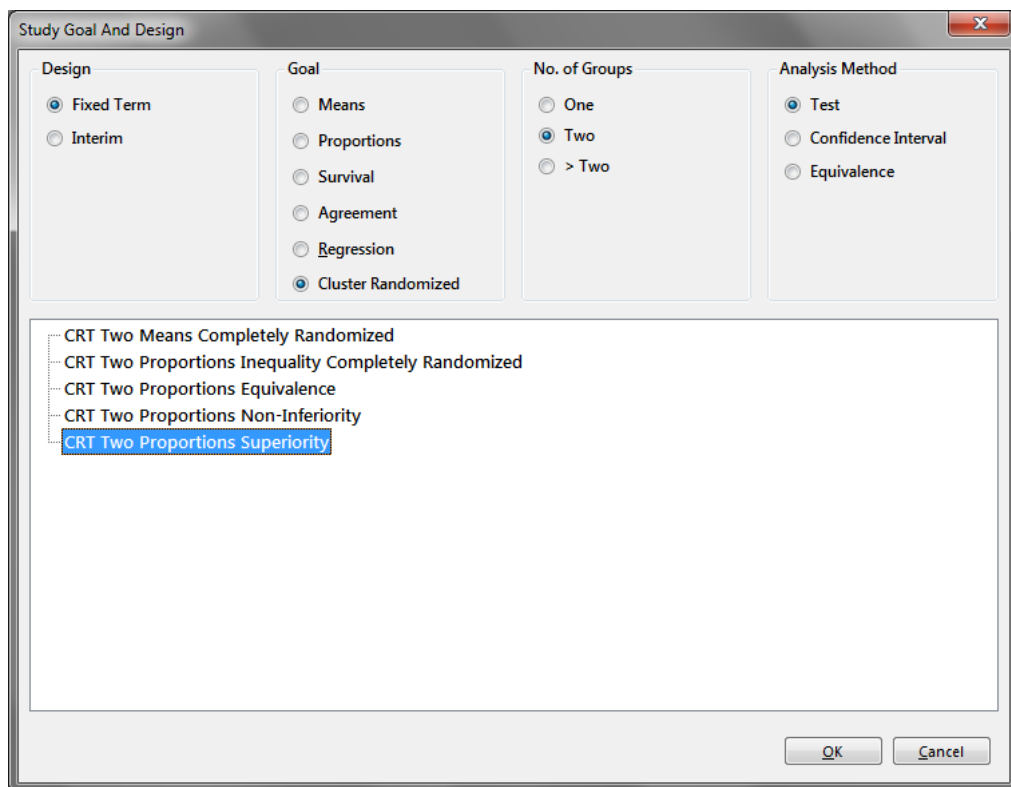 Study Goal And Design
Design
Fixed Term
Interim
Goal
Means
Proportions
Survival
Agreement
Regression
Cluster Randomized
No. of Groups
One
Two
> Two
Analysis Method
Test
Confidence Interval
Equivalence
CRT Two Means Completely Randomized
CRT Two Proportions Inequality Completely Randomized
CRT Two Proportions Equivalence
CRT Two Proportions Non-Inferiority
CRT Two Proportions Superiority
OK
Cancel